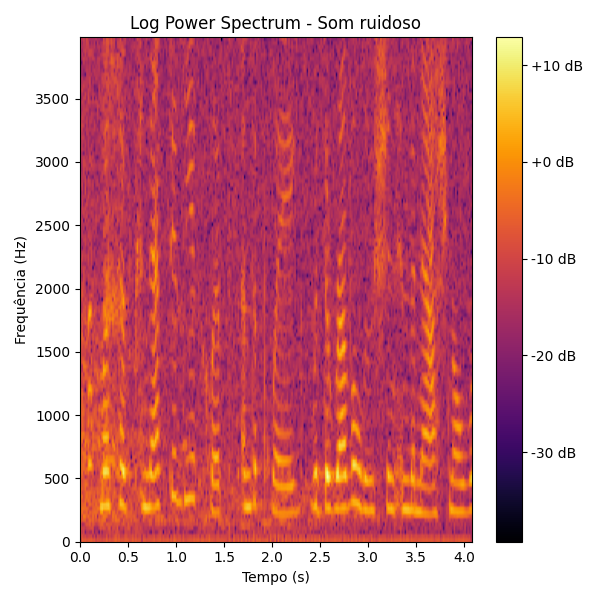 Log Power Spectrum - Som ruidoso
Frequência (Hz)
3500
3000
2500
2000
1500
1000
500
0
0.0 0.5 1.0 1.5 2.0 2.5 3.0 3.5 4.0
Tempo (s)
+10 dB
+0 dB
-10 dB
-20 dB
-30 dB